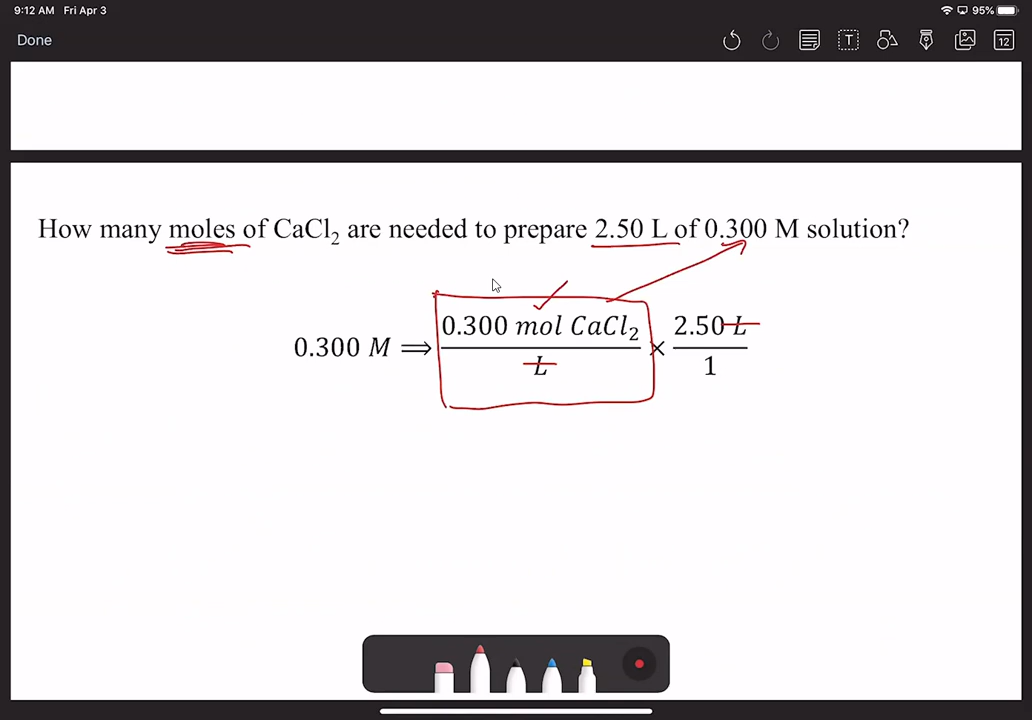 9:12 AM Fri Apr 3 95%
Done T 12
How many moles of CaCl₂ are needed to prepare 2.50 L of 0.300 M solution?
0.300 M ⟹ 0.300 mol CaCl₂ / L × 2.50 L / 1